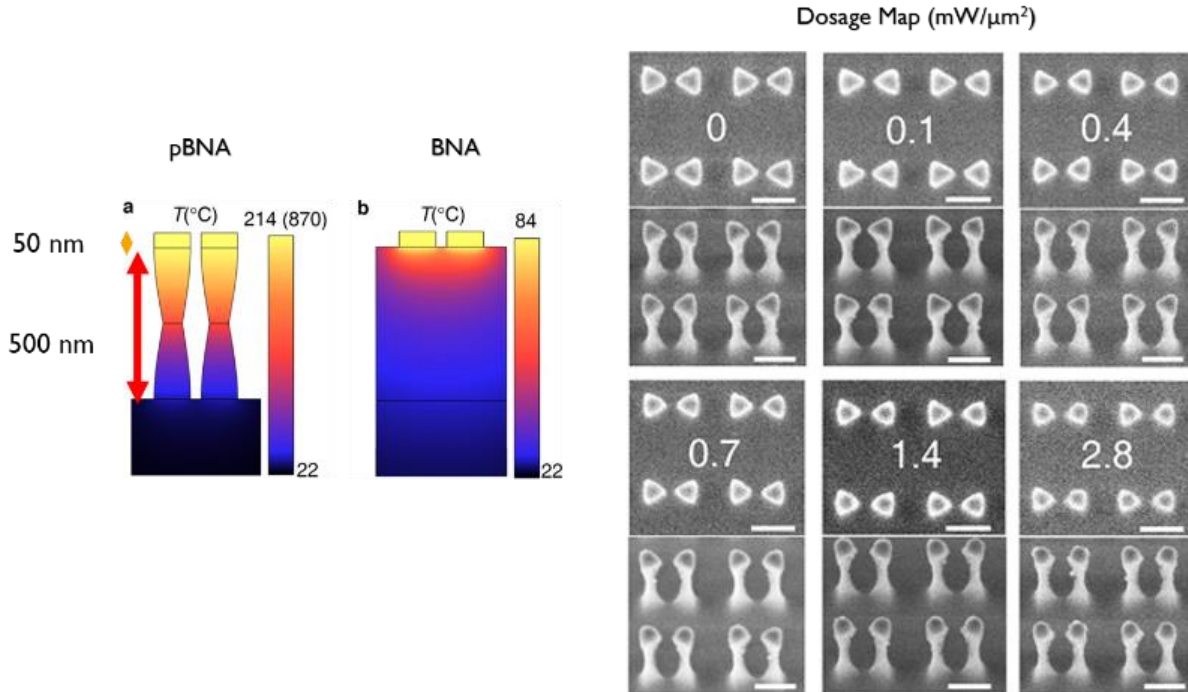 Dosage Map (mW/μm²)
pBNA
BNA
a
T(°C)
214 (870)
b
T(°C)
84
50 nm
500 nm
22
22
0
0.1
0.4
0.7
1.4
2.8